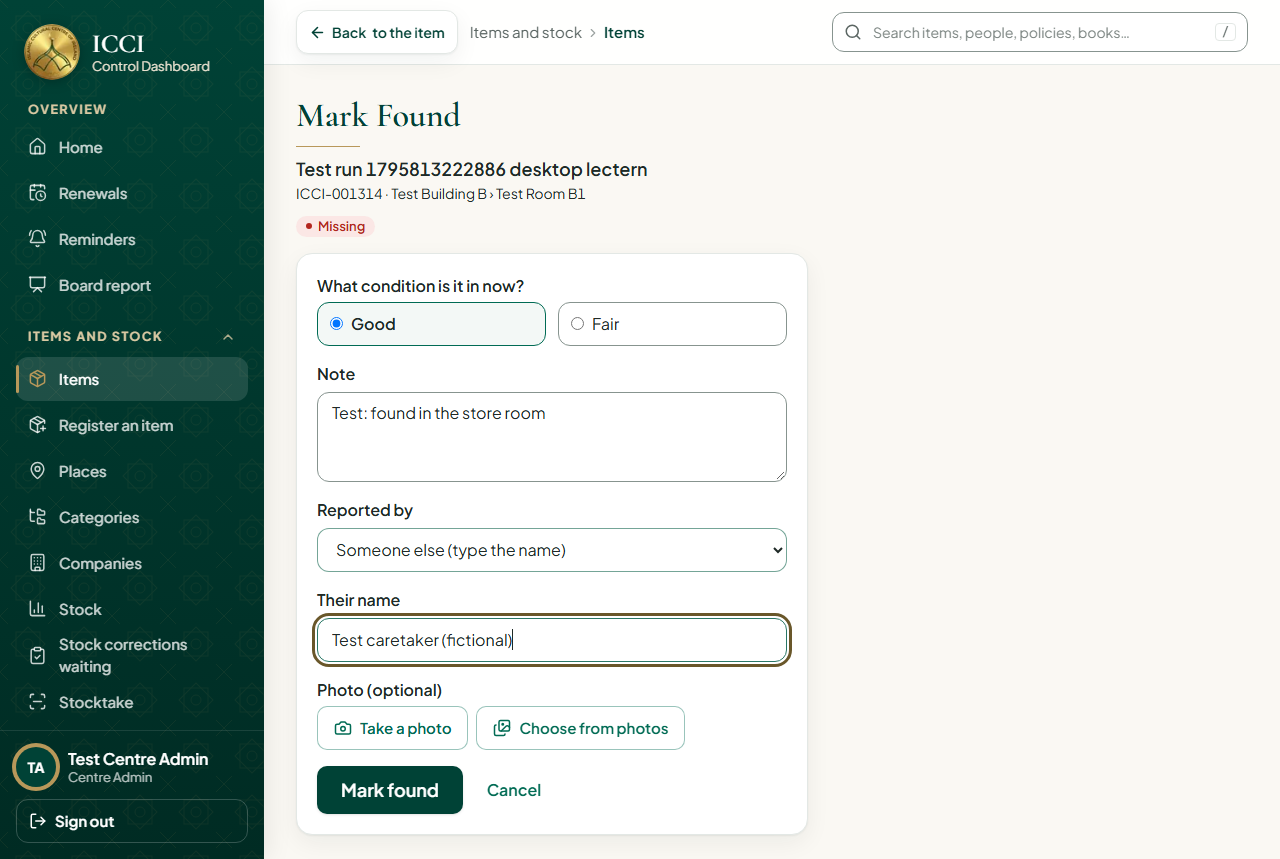 ICCI
Control Dashboard
OVERVIEW
Home
Renewals
Reminders
Board report
ITEMS AND STOCK
Items
Register an item
Places
Categories
Companies
Stock
Stock corrections
waiting
Stocktake
TA
Test Centre Admin
Centre Admin
Sign out
Back to the item
Items and stock › Items
Search items, people, policies, books...
/
Mark Found
Test run 1795813222886 desktop lectern
ICCI-001314 · Test Building B › Test Room B1
Missing
What condition is it in now?
Good
Fair
Note
Test: found in the store room
Reported by
Someone else (type the name)
Their name
Test caretaker (fictional)
Photo (optional)
Take a photo
Choose from photos
Mark found
Cancel